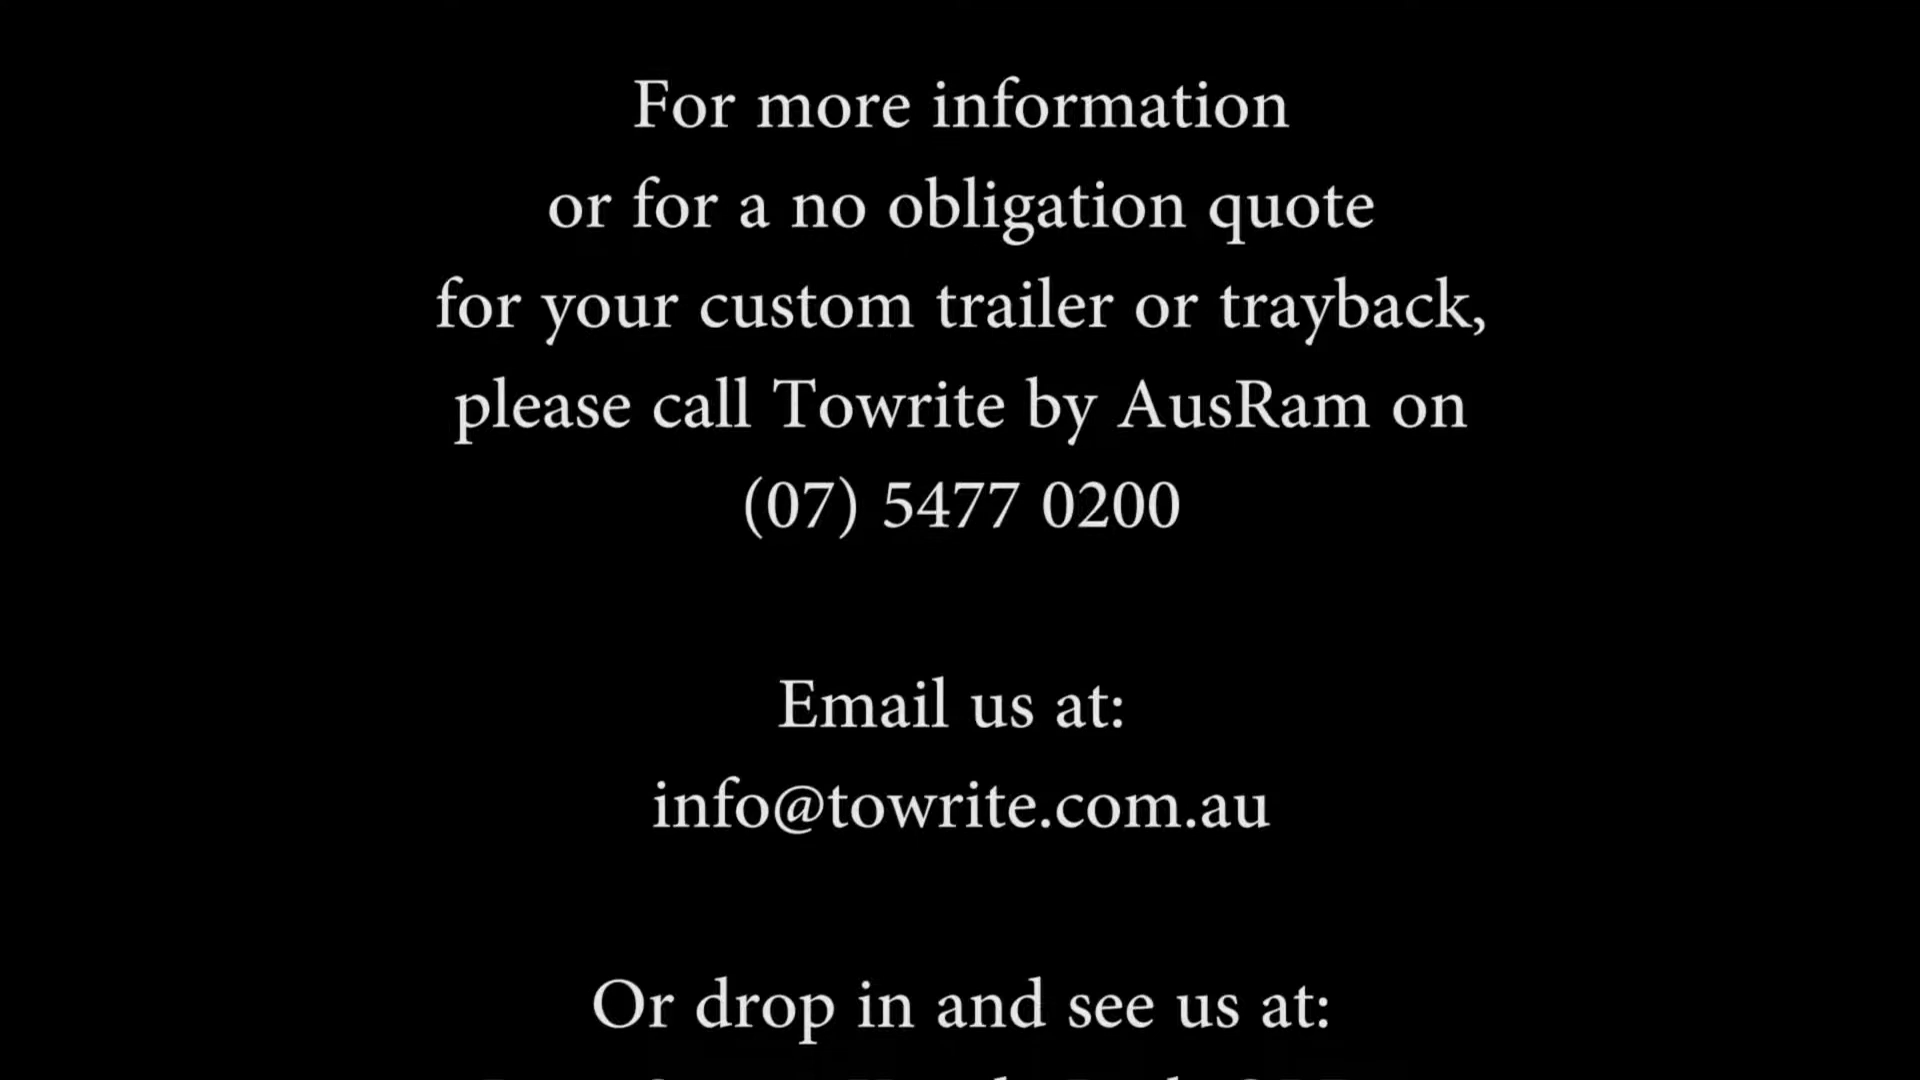 For more information
or for a no obligation quote
for your custom trailer or trayback,
please call Towrite by AusRam on
(07) 5477 0200
Email us at:
info@towrite.com.au
Or drop in and see us at: